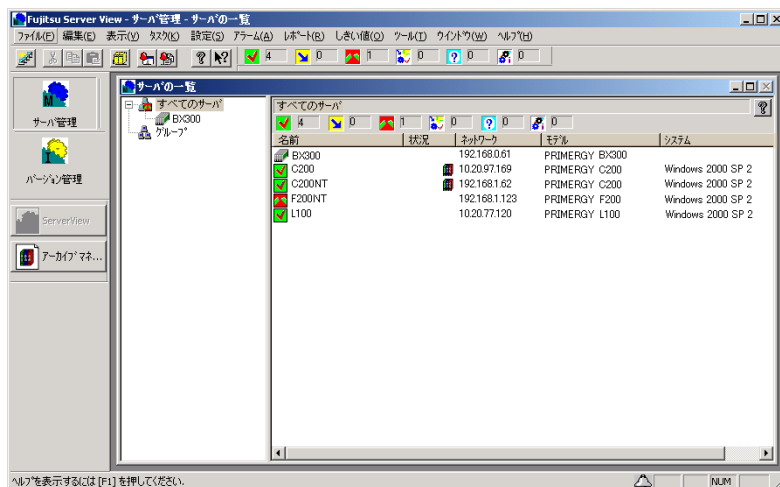 Fujitsu Server View - サーバ管理 - サーバの一覧
ファイル(F) 編集(E) 表示(V) タスク(K) 設定(S) アラーム(A) レポート(R) しきい値(O) ツール(T) ウインドウ(W) ヘルプ(H)
4 0 1 0 0 0
サーバ管理
バージョン管理
ServerView
アーカイブマネ...
サーバの一覧
すべてのサーバ
BX300
グループ
すべてのサーバ
4 0 1 0 0 0
名前 状況 ネットワーク モデル システム
BX300 192.168.0.61 PRIMERGY BX300
C200 10.20.97.169 PRIMERGY C200 Windows 2000 SP 2
C200NT 192.168.1.62 PRIMERGY C200 Windows 2000 SP 2
F200NT 192.168.1.123 PRIMERGY F200 Windows 2000 SP 2
L100 10.20.77.120 PRIMERGY L100 Windows 2000 SP 2
ヘルプを表示するには [F1] を押してください. NUM